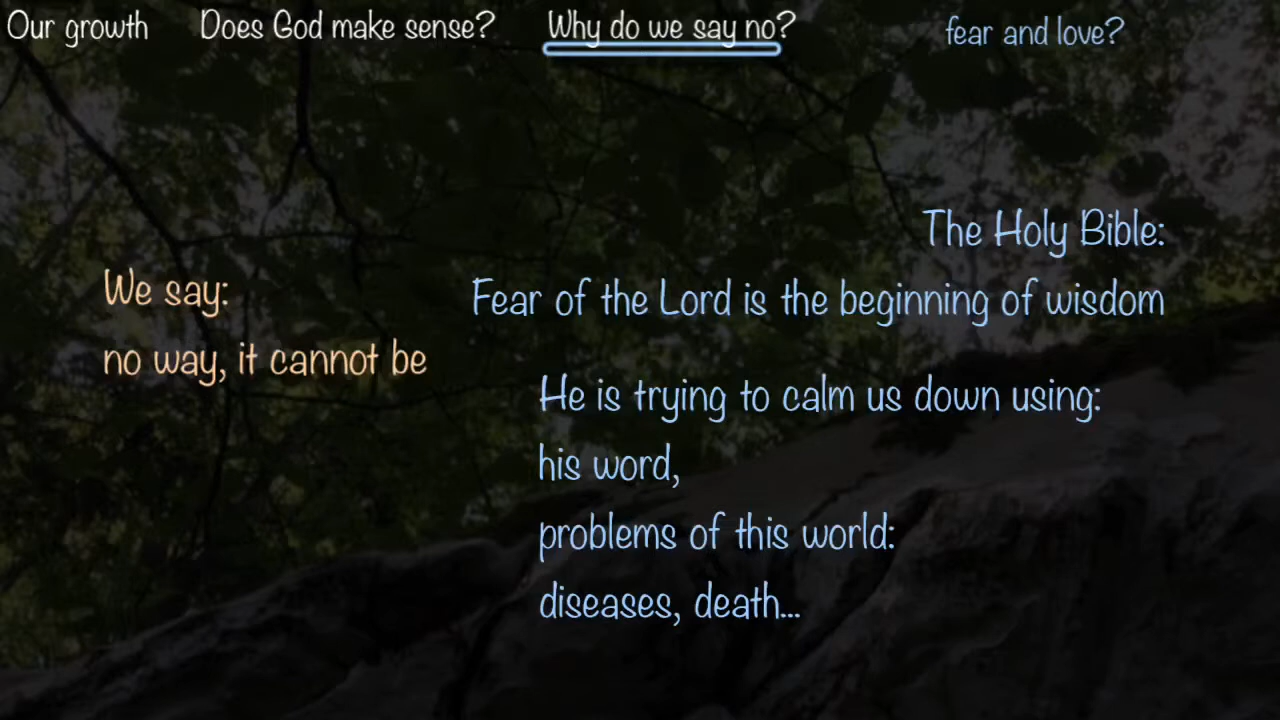 Our growth
Does God make sense?
Why do we say no?
fear and love?
The Holy Bible:
We say:
Fear of the Lord is the beginning of wisdom
no way, it cannot be
He is trying to calm us down using:
his word,
problems of this world:
diseases, death...